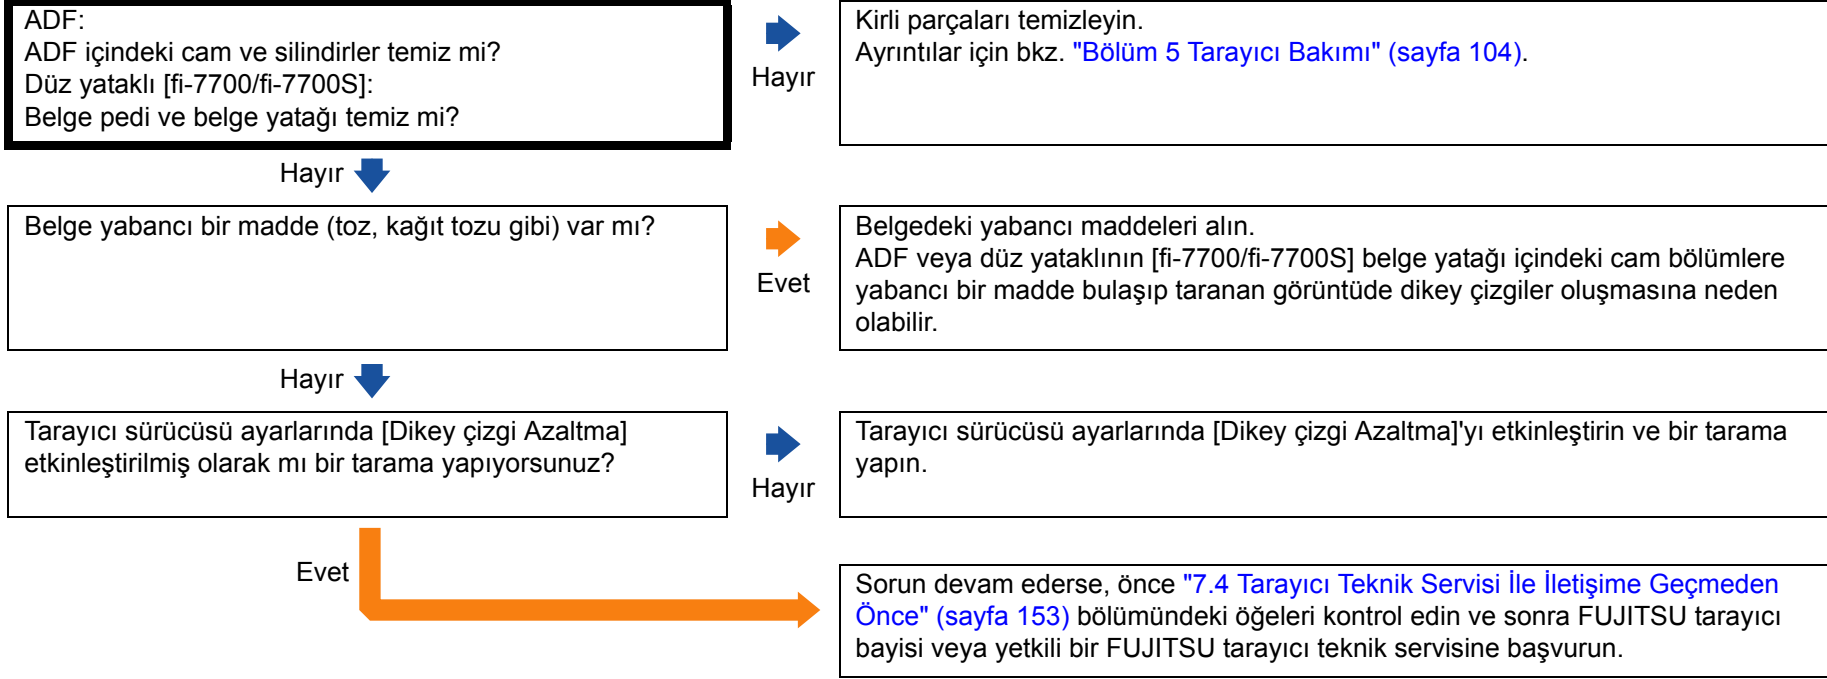 ADF:
ADF içindeki cam ve silindirler temiz mi?
Düz yataklı [fi-7700/fi-7700S]:
Belge pedi ve belge yatağı temiz mi?
Hayır
Kirli parçaları temizleyin.
Ayrıntılar için bkz. "Bölüm 5 Tarayıcı Bakımı" (sayfa 104).
Hayır
Belge yabancı bir madde (toz, kağıt tozu gibi) var mı?
Evet
Belgedeki yabancı maddeleri alın.
ADF veya düz yataklının [fi-7700/fi-7700S] belge yatağı içindeki cam bölümlere
yabancı bir madde bulaşıp taranan görüntüde dikey çizgiler oluşmasına neden
olabilir.
Hayır
Tarayıcı sürücüsü ayarlarında [Dikey çizgi Azaltma]
etkinleştirilmiş olarak mı bir tarama yapıyorsunuz?
Hayır
Tarayıcı sürücüsü ayarlarında [Dikey çizgi Azaltma]'yı etkinleştirin ve bir tarama
yapın.
Evet
Sorun devam ederse, önce "7.4 Tarayıcı Teknik Servisi İle İletişime Geçmeden
Önce" (sayfa 153) bölümündeki öğeleri kontrol edin ve sonra FUJITSU tarayıcı
bayisi veya yetkili bir FUJITSU tarayıcı teknik servisine başvurun.